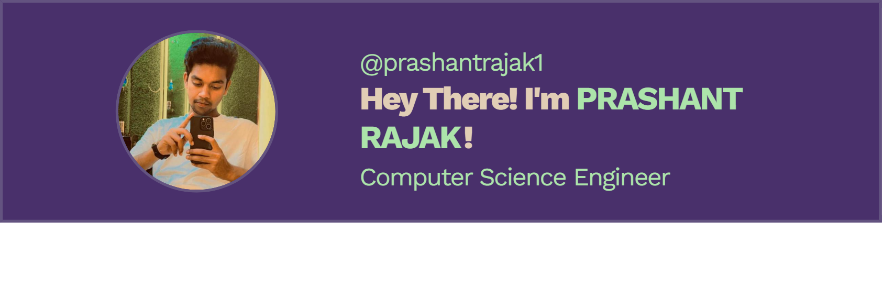 @prashantrajak1
Hey There! I'm PRASHANT
RAJAK!
Computer Science Engineer